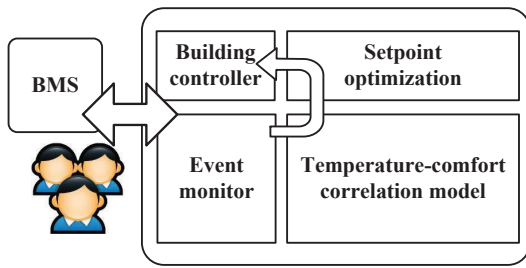 BMS
Building
controller
Setpoint
optimization
Event
monitor
Temperature-comfort
correlation model